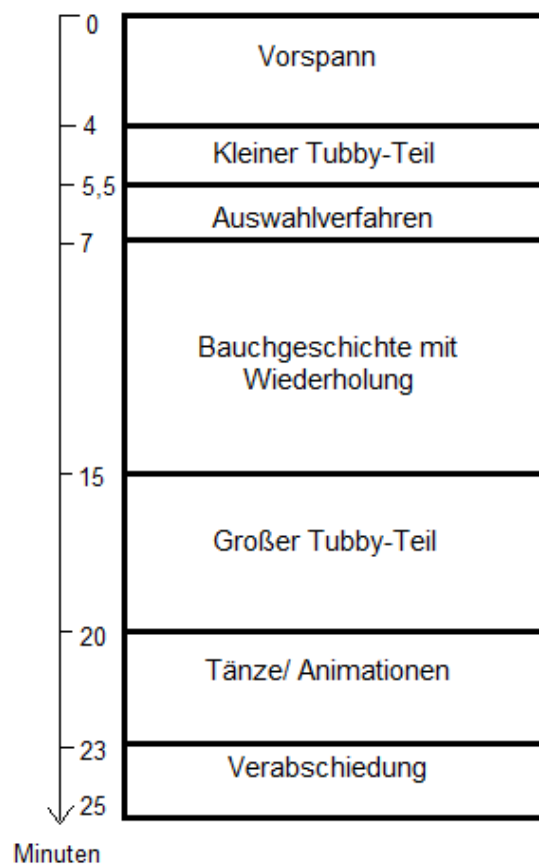 0
Vorspann
4
Kleiner Tubby-Teil
5,5
Auswahlverfahren
7
Bauchgeschichte mit
Wiederholung
15
Großer Tubby-Teil
20
Tänze/ Animationen
23
Verabschiedung
25
Minuten